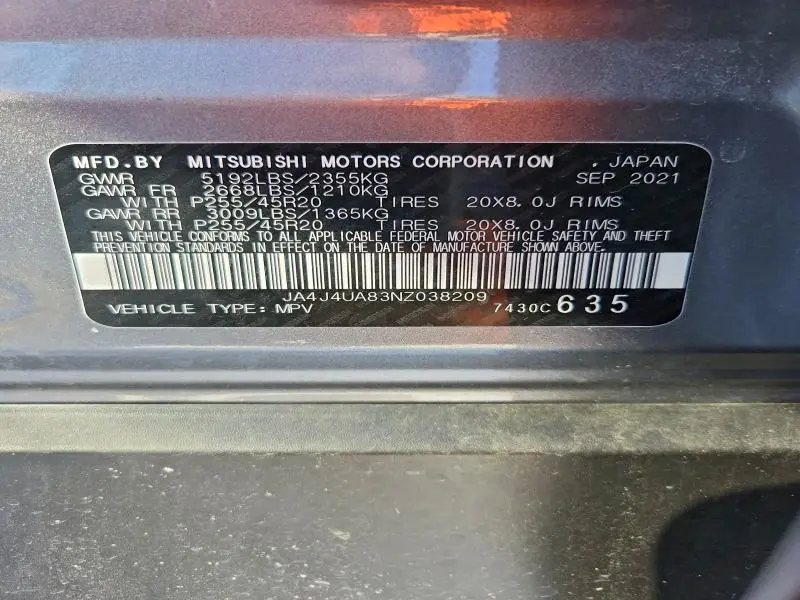 MFD.BY MITSUBISHI MOTORS CORPORATION . JAPAN
GVWR 5192LBS/2355KG SEP 2021
GAWR FR 2668LBS/1210KG
WITH P255/45R20 TIRES 20X8.0J RIMS
GAWR RR 3009LBS/1365KG
WITH P255/45R20 TIRES 20X8.0J RIMS
THIS VEHICLE CONFORMS TO ALL APPLICABLE FEDERAL MOTOR VEHICLE SAFETY AND THEFT
PREVENTION STANDARDS IN EFFECT ON THE DATE OF MANUFACTURE SHOWN ABOVE.
JA4J4UA83NZ038209
VEHICLE TYPE: MPV 7430C 635